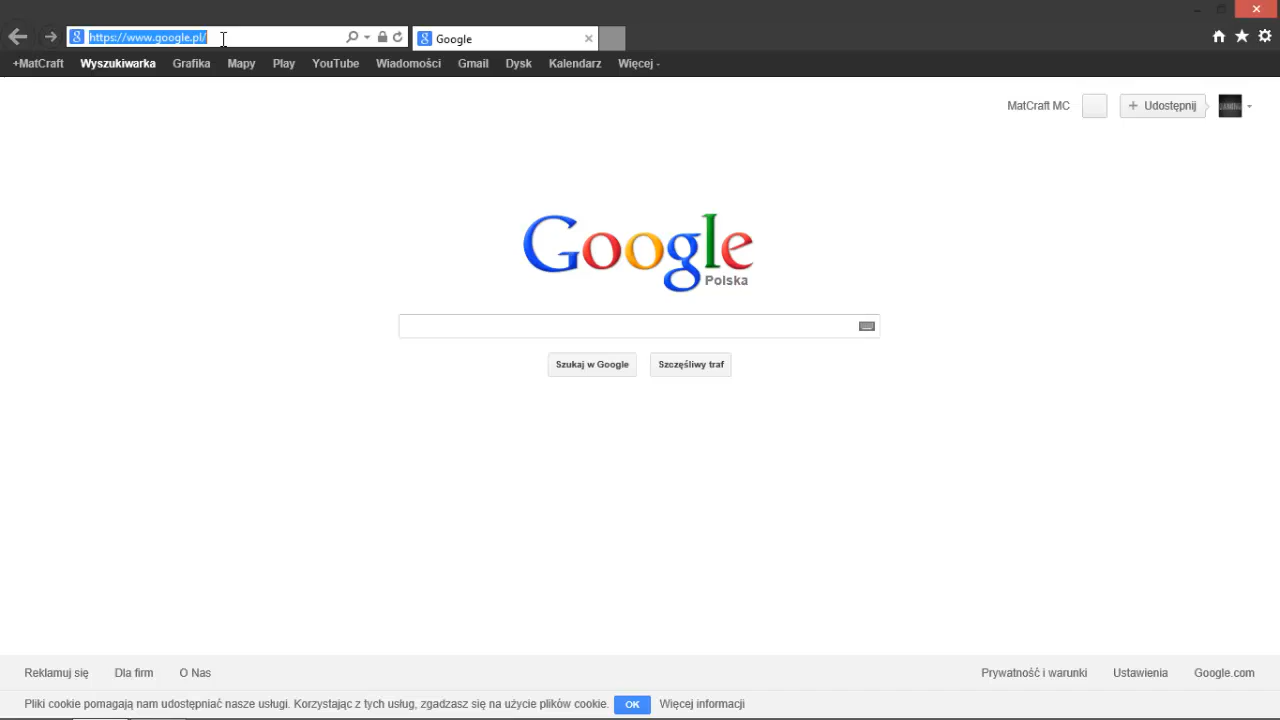 https://www.google.pl/
Google
+MatCraft Wyszukiwarka Grafika Mapy Play YouTube Wiadomości Gmail Dysk Kalendarz Więcej
MatCraft MC + Udostępnij
Google
Polska
Szukaj w Google Szczęśliwy traf
Reklamuj się Dla firm O Nas Prywatność i warunki Ustawienia Google.com
Pliki cookie pomagają nam udostępniać nasze usługi. Korzystając z tych usług, zgadzasz się na użycie plików cookie. OK Więcej informacji